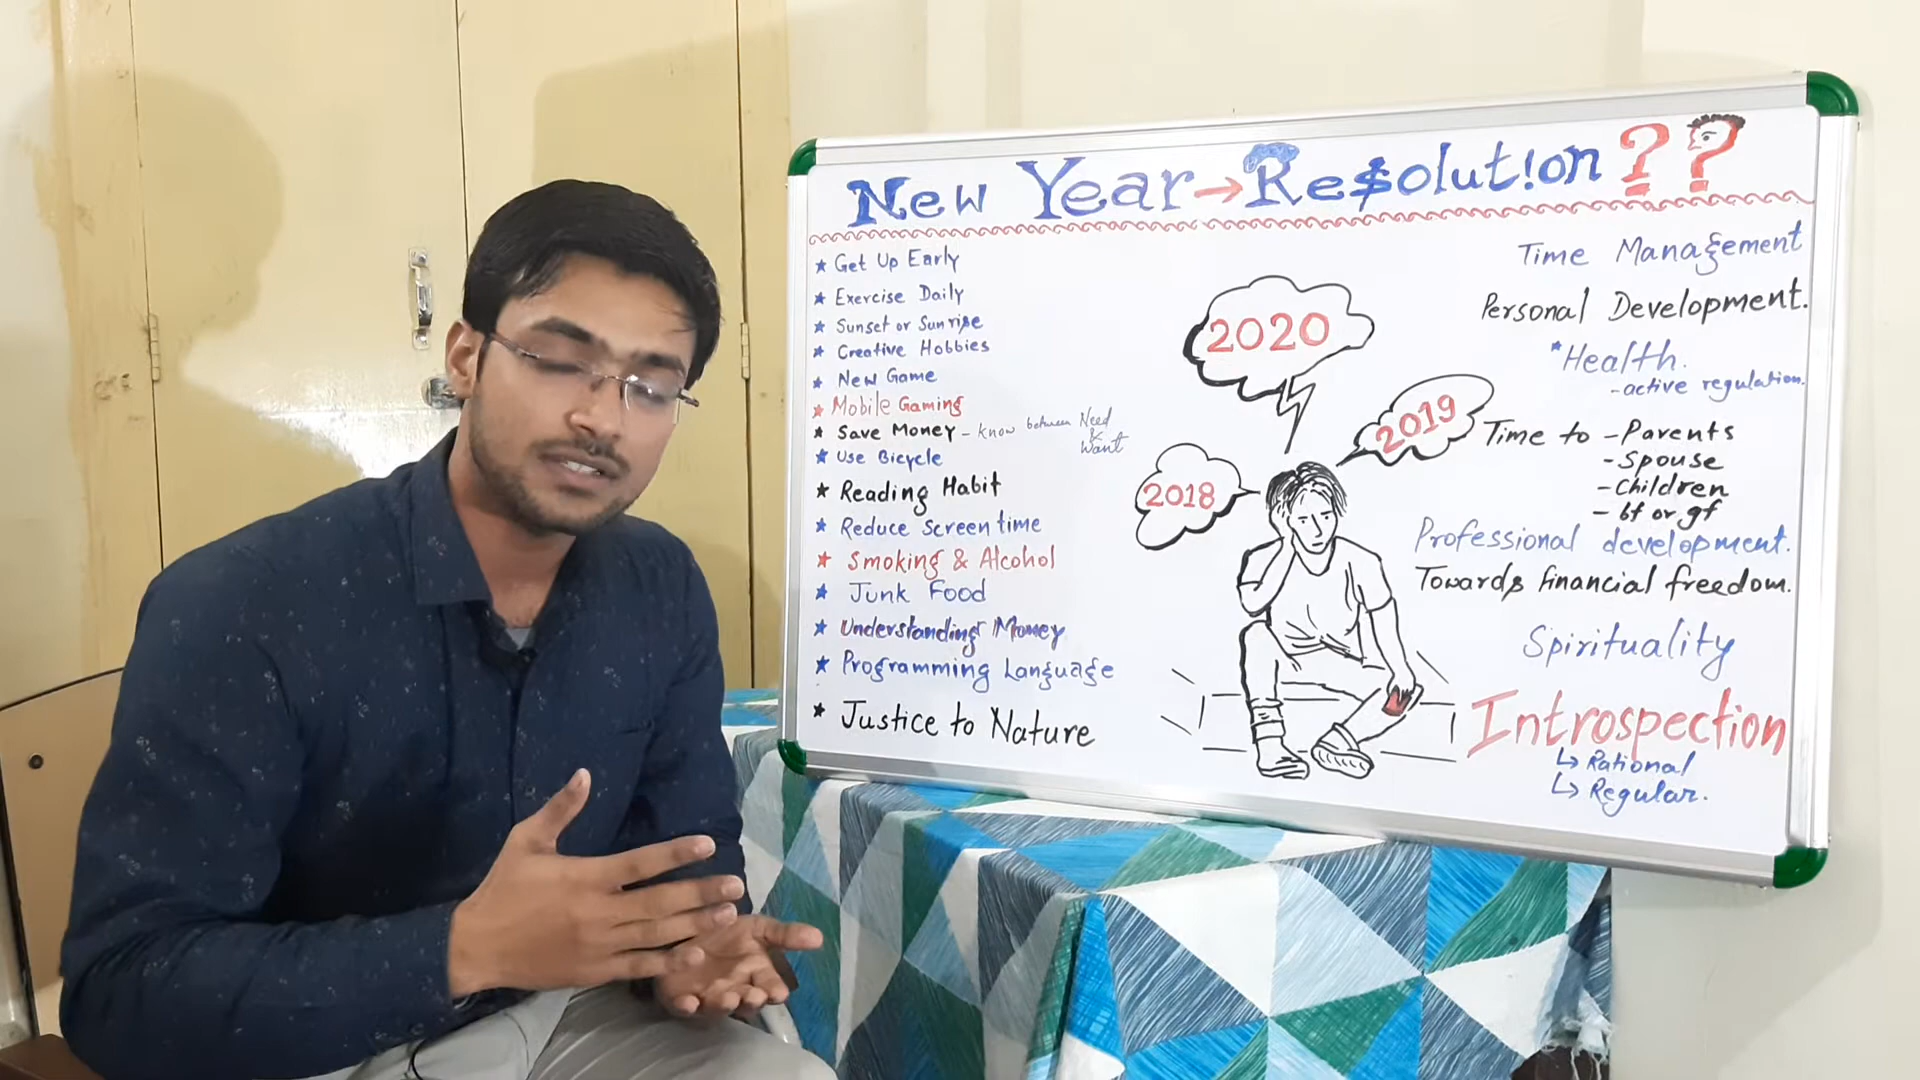 New Year → Re$olut!on ??
★ Get Up Early
★ Exercise Daily
★ Sunset or Sunrise
★ Creative Hobbies
★ New Game
★ Mobile Gaming
★ Save Money - know between Need & Want
★ Use Bicycle
★ Reading Habit
★ Reduce Screen time
★ Smoking & Alcohol
★ Junk Food
★ Understanding Money
★ Programming Language
★ Justice to Nature
2020
2019
2018
Time Management
Personal Development.
*Health.
- active regulation.
Time to - Parents
- Spouse
- Children
- bf or gf
Professional development.
Towards financial freedom.
Spirituality
Introspection
↳ Rational
↳ Regular.